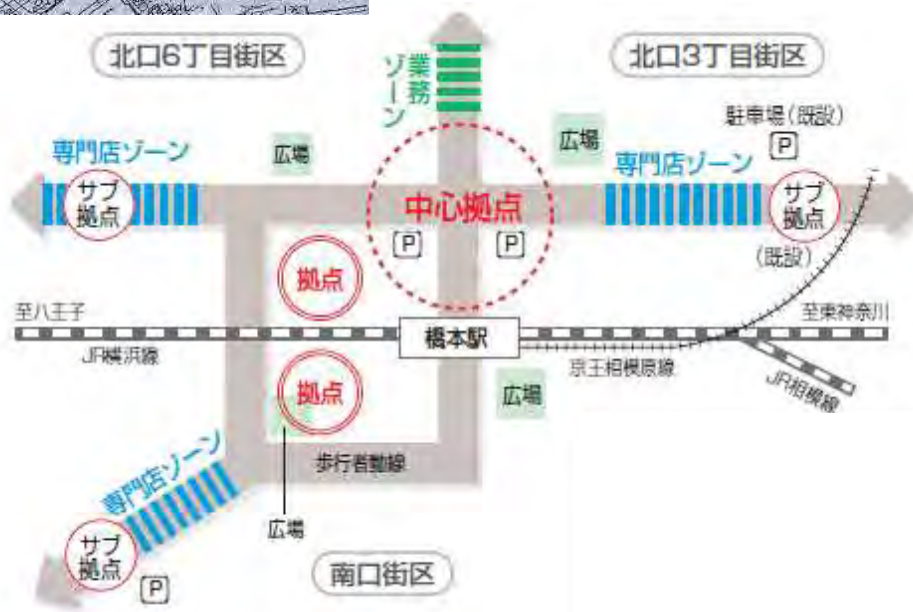 北口6丁目街区
業務
ゾーン
北口3丁目街区
駐車場(既設)
P
広場
広場
専門店ゾーン
専門店ゾーン
サブ
拠点
中心拠点
サブ
拠点
P
P
(既設)
拠点
至八王子
至東神奈川
橋本駅
JR横浜線
京王相模原線
JR相模線
拠点
広場
歩行者動線
専門店ゾーン
広場
サブ
拠点
P
南口街区